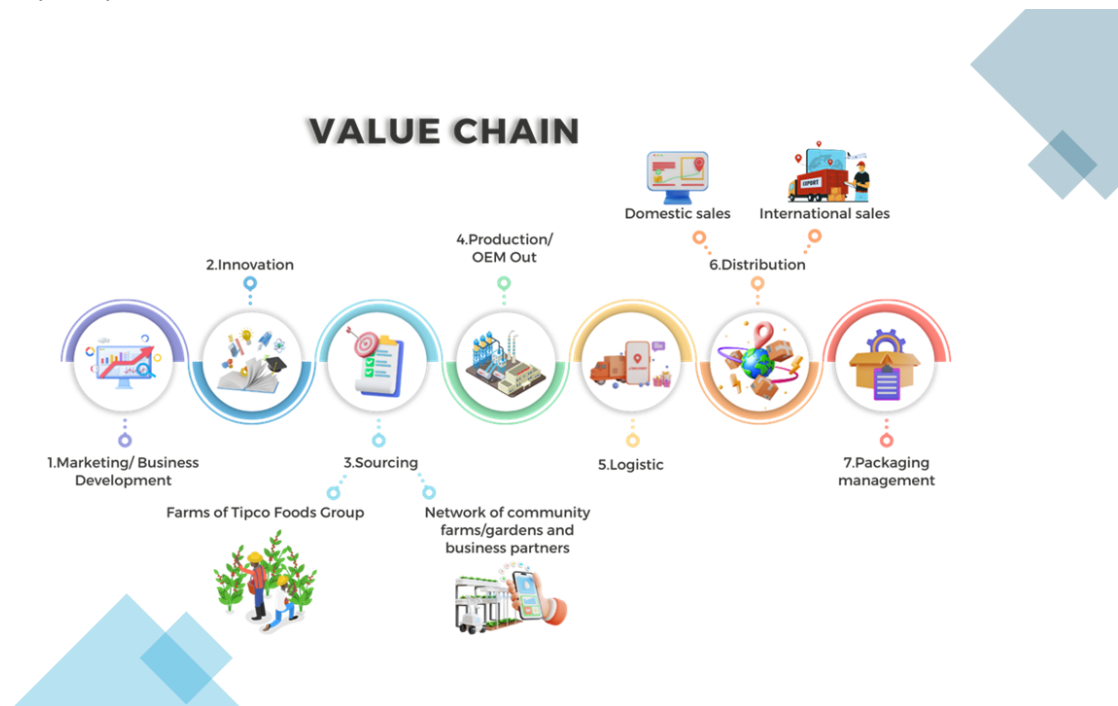 VALUE CHAIN
Domestic sales
International sales
EXPORT
4.Production/
OEM Out
2.Innovation
6.Distribution
1.Marketing/ Business
Development
3.Sourcing
5.Logistic
7.Packaging
management
Farms of Tipco Foods Group
Network of community
farms/gardens and
business partners